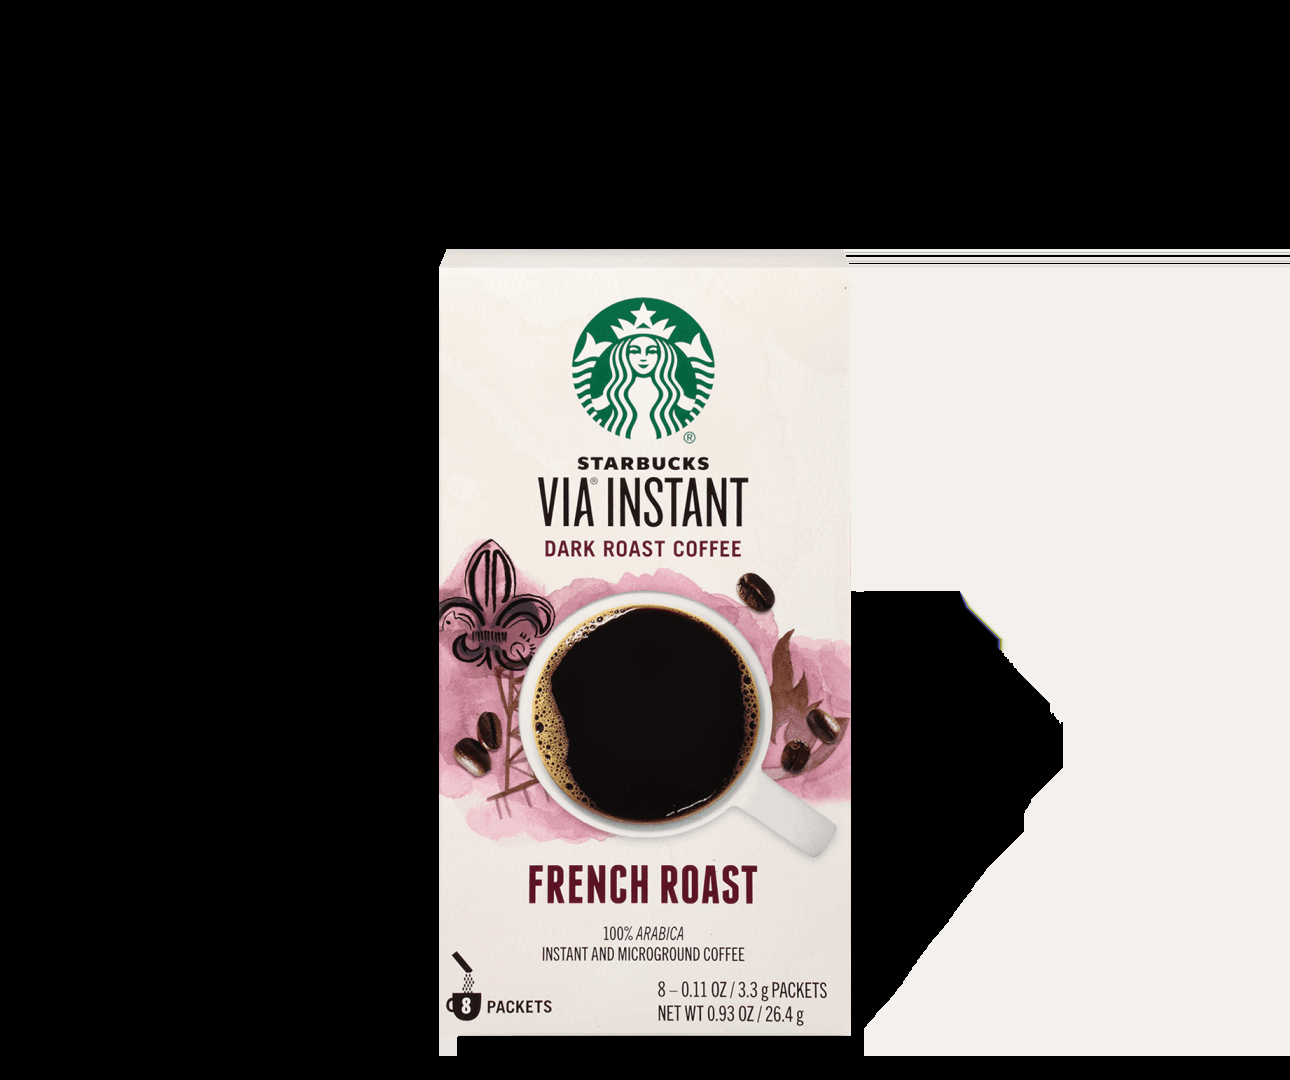 ®
STARBUCKS
VIA® INSTANT
DARK ROAST COFFEE
FRENCH ROAST
100% ARABICA
INSTANT AND MICROGROUND COFFEE
8 – 0.11 OZ / 3.3 g PACKETS
NET WT 0.93 OZ / 26.4 g
8 PACKETS